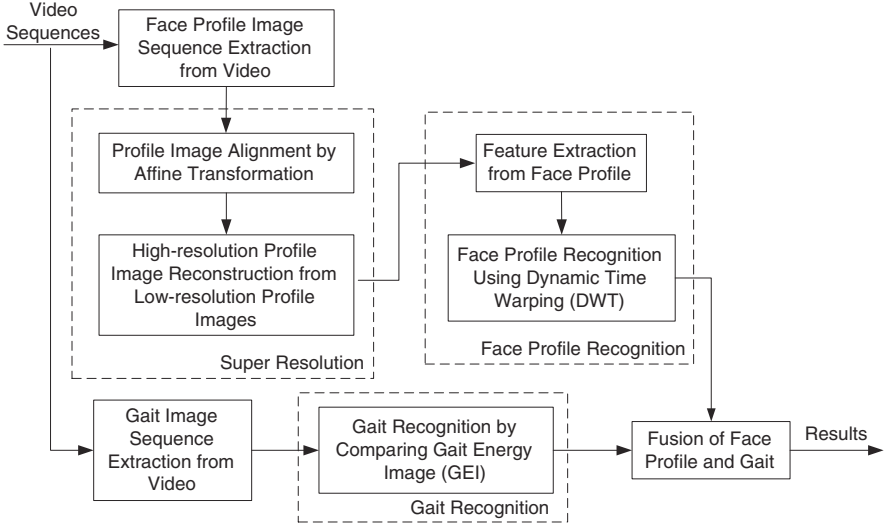 Video
Sequences
Face Profile Image
Sequence Extraction
from Video
Profile Image Alignment by
Affine Transformation
High-resolution Profile
Image Reconstruction from
Low-resolution Profile
Images
Super Resolution
Feature Extraction
from Face Profile
Face Profile Recognition
Using Dynamic Time
Warping (DWT)
Face Profile Recognition
Gait Image
Sequence
Extraction from
Video
Gait Recognition by
Comparing Gait Energy
Image (GEI)
Gait Recognition
Fusion of Face
Profile and Gait
Results